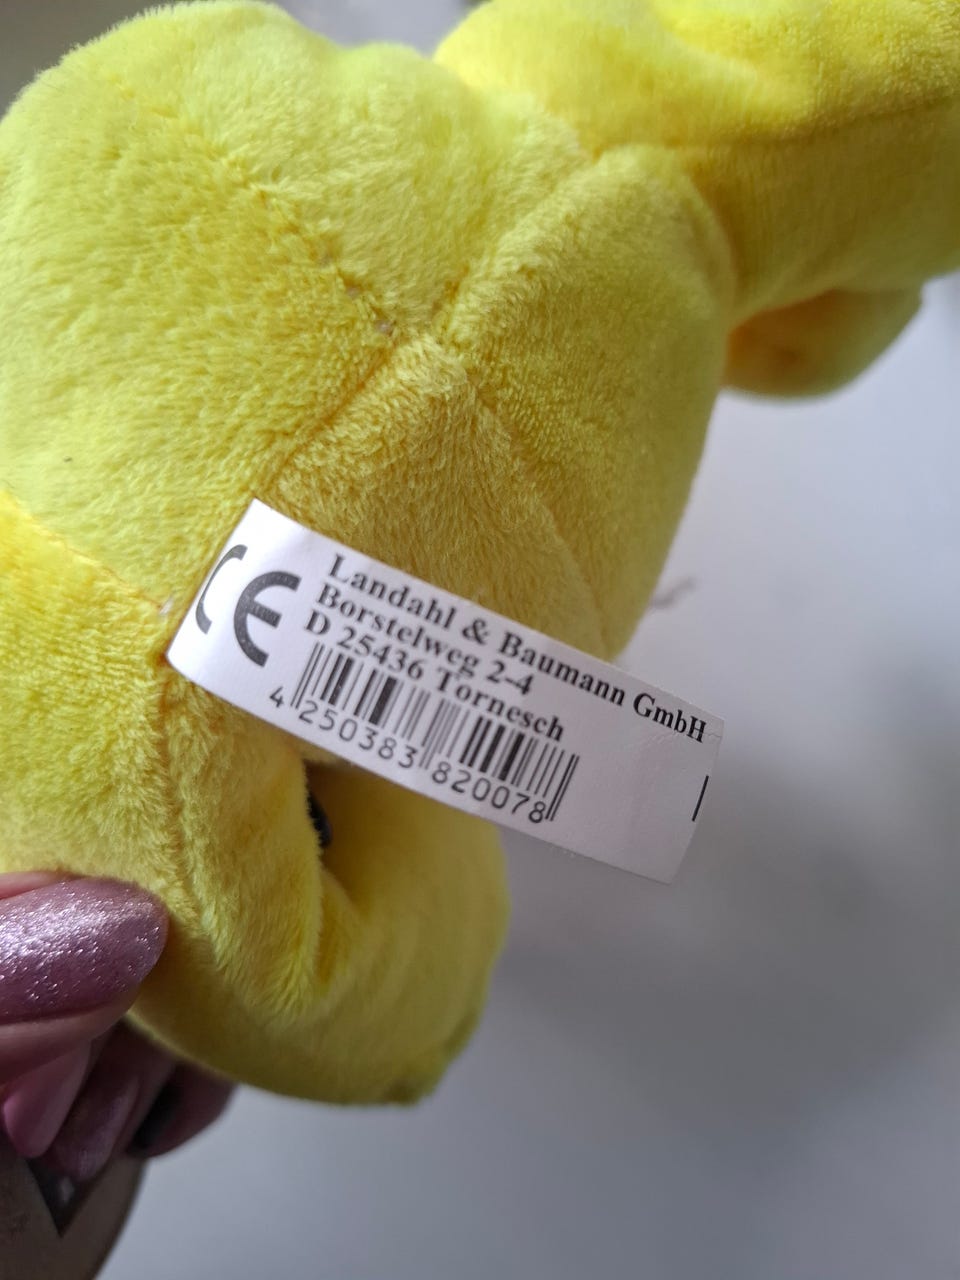 CE
Landahl & Baumann GmbH
Borstelweg 2-4
D 25436 Tornesch
4 250383 820078